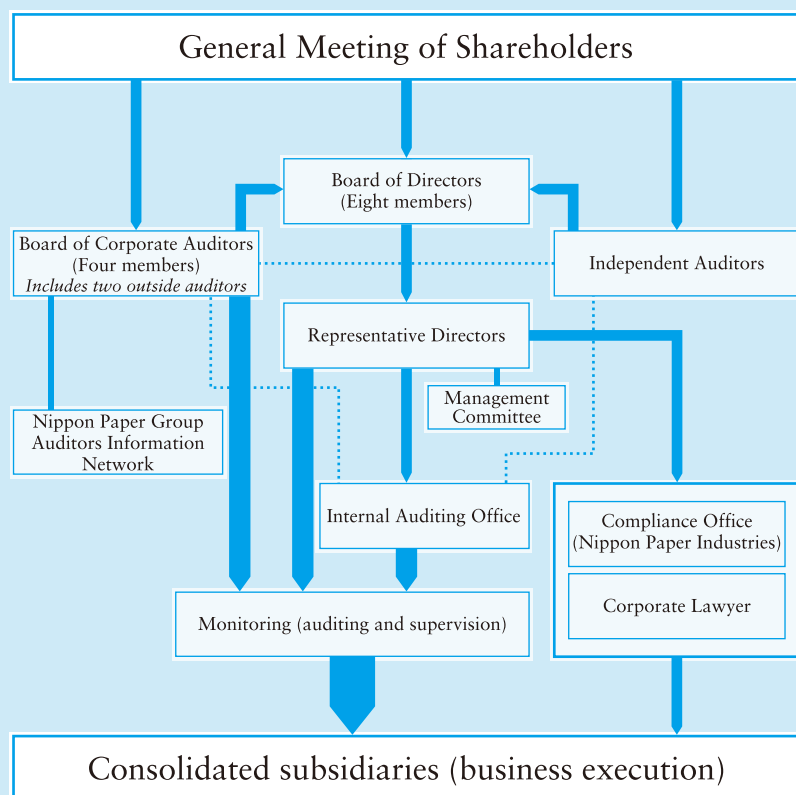 General Meeting of Shareholders
Board of Directors
(Eight members)
Board of Corporate Auditors
(Four members)
Includes two outside auditors
Independent Auditors
Representative Directors
Management
Committee
Nippon Paper Group
Auditors Information
Network
Internal Auditing Office
Compliance Office
(Nippon Paper Industries)
Corporate Lawyer
Monitoring (auditing and supervision)
Consolidated subsidiaries (business execution)